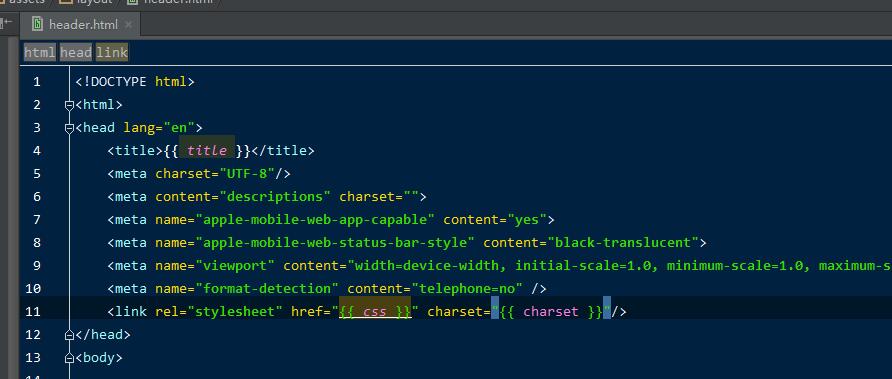 assets layout header.html
header.html
html head link
1 <!DOCTYPE html>
2 <html>
3 <head lang="en">
4 <title>{{ title }}</title>
5 <meta charset="UTF-8"/>
6 <meta content="descriptions" charset="">
7 <meta name="apple-mobile-web-app-capable" content="yes">
8 <meta name="apple-mobile-web-status-bar-style" content="black-translucent">
9 <meta name="viewport" content="width=device-width, initial-scale=1.0, minimum-scale=1.0, maximum-s
10 <meta name="format-detection" content="telephone=no" />
11 <link rel="stylesheet" href="{{ css }}" charset="{{ charset }}"/>
12 </head>
13 <body>